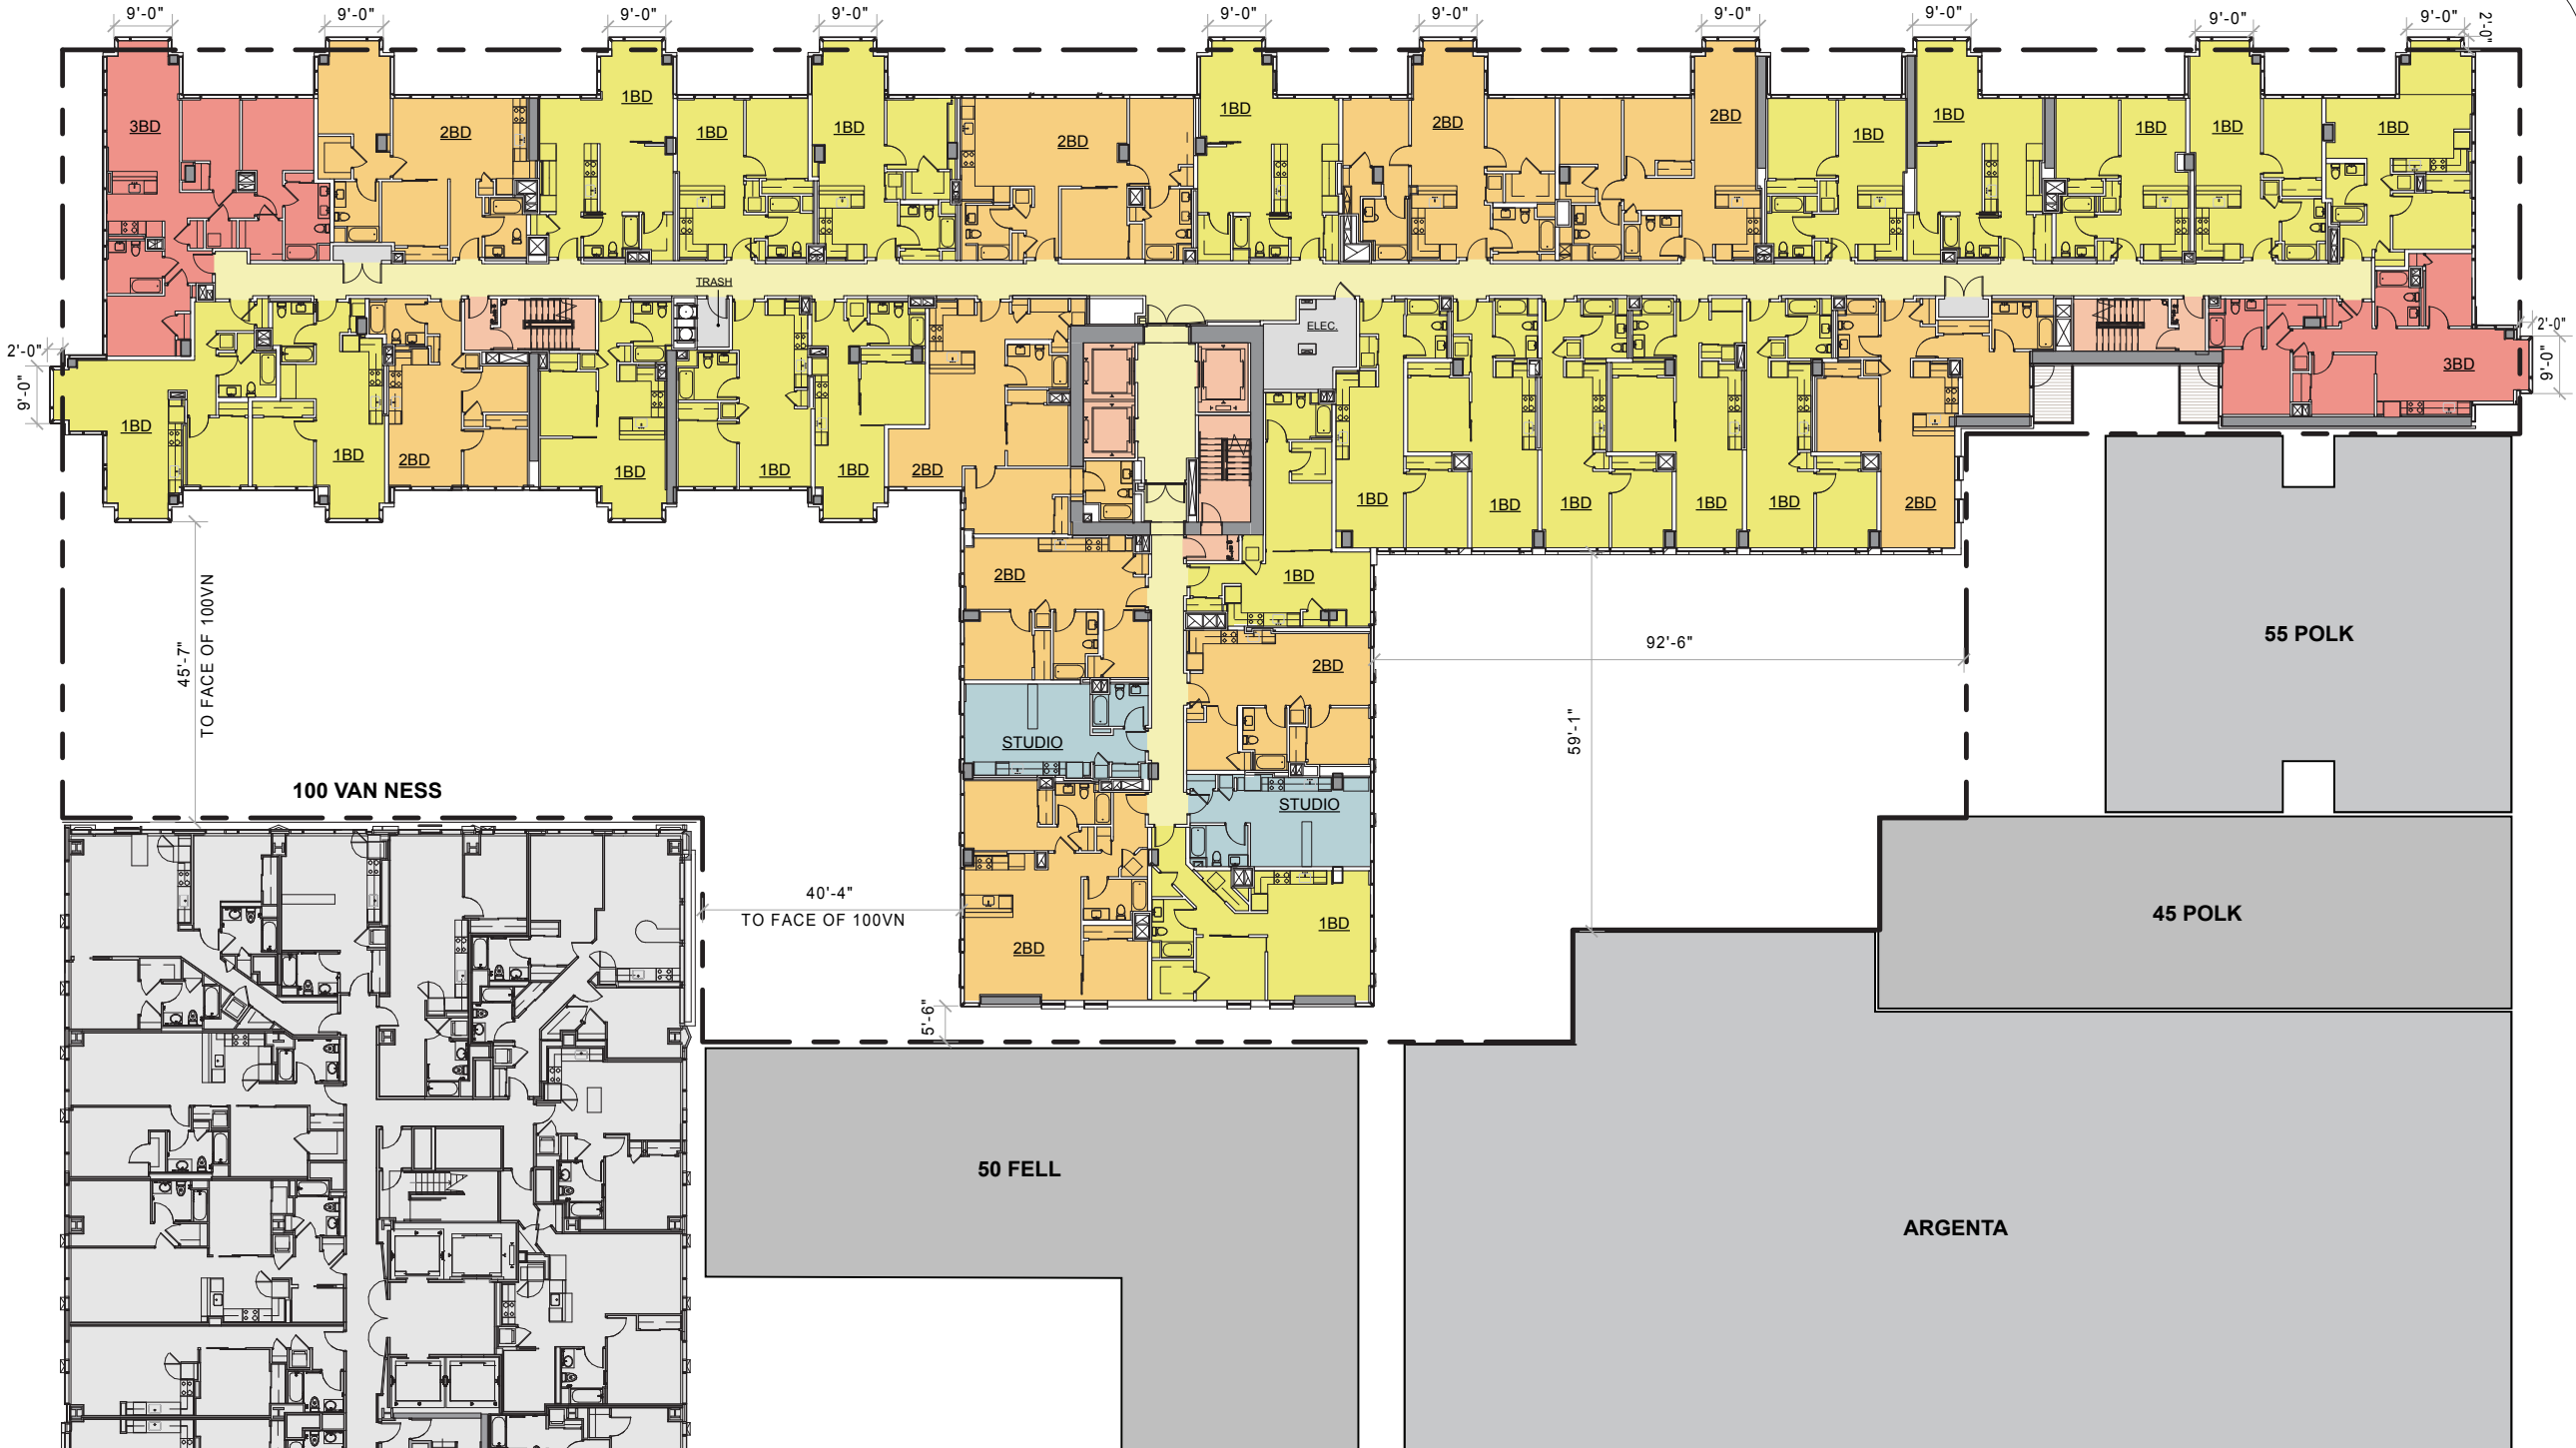 9'-0"
9'-0"
9'-0"
9'-0"
9'-0"
9'-0"
9'-0"
9'-0"
9'-0"
9'-0"
2'-0"
3BD
2BD
1BD
1BD
1BD
2BD
1BD
2BD
2BD
1BD
1BD
1BD
1BD
1BD
TRASH
ELEC.
2'-0"
9'-0"
2'-0"
9'-0"
3BD
1BD
1BD
2BD
1BD
1BD
1BD
2BD
1BD
1BD
1BD
1BD
1BD
2BD
2BD
1BD
45'-7"
TO FACE OF 100VN
92'-6"
55 POLK
2BD
59'-1"
STUDIO
100 VAN NESS
STUDIO
40'-4"
TO FACE OF 100VN
45 POLK
2BD
1BD
5'-6"
50 FELL
ARGENTA